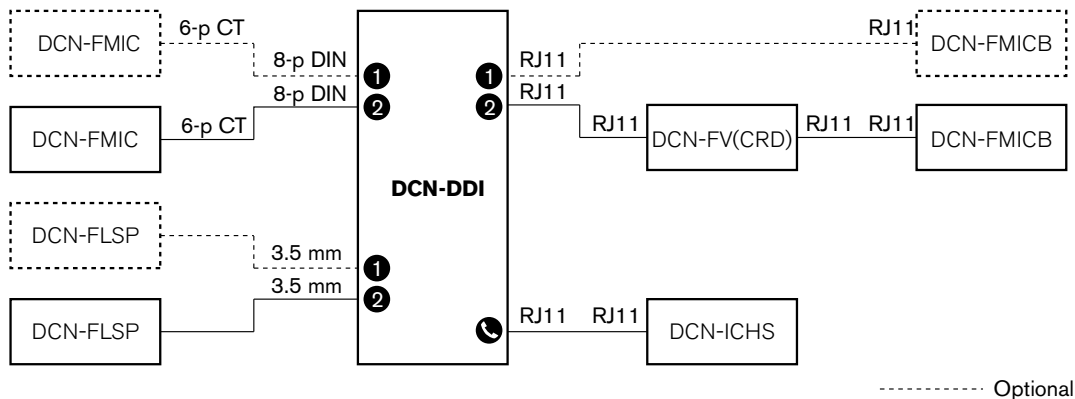 DCN-FMIC
6-p CT
8-p DIN
1
1
RJ11
RJ11
DCN-FMICB
DCN-FMIC
6-p CT
8-p DIN
2
2
RJ11
RJ11
DCN-FV(CRD)
RJ11
RJ11
DCN-FMICB
DCN-DDI
DCN-FLSP
3.5 mm
1
DCN-FLSP
3.5 mm
2
RJ11
RJ11
DCN-ICHS
Optional